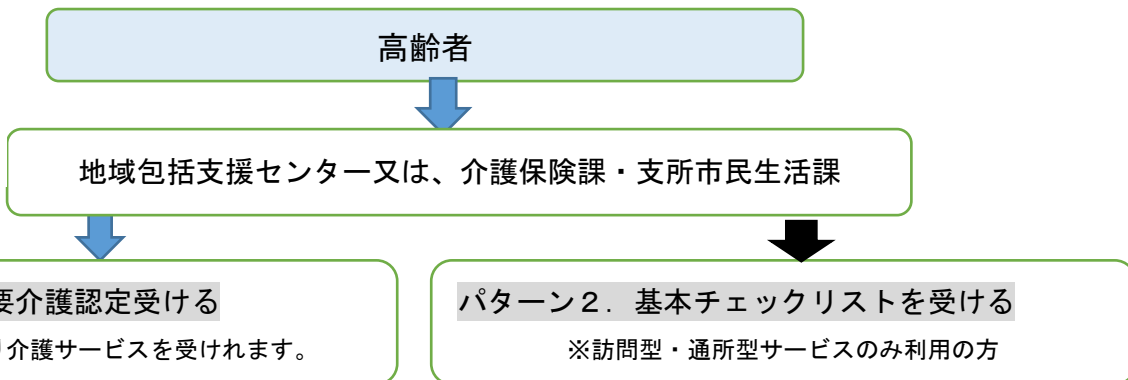 高齢者
地域包括支援センター又は、介護保険課・支所市民生活課
要介護認定受ける
介護サービスを受けれます。
パターン２．基本チェックリストを受ける
※訪問型・通所型サービスのみ利用の方